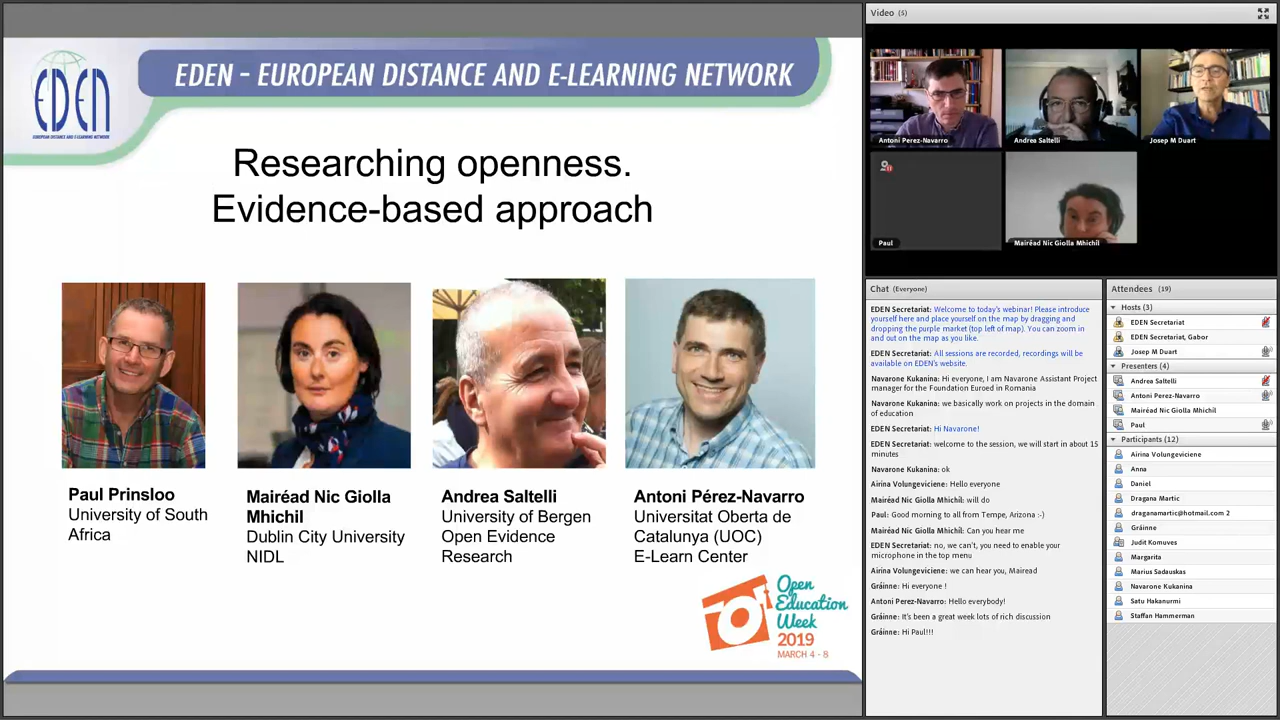 EDEN
EUROPEAN DISTANCE AND E-LEARNING NETWORK
EDEN – EUROPEAN DISTANCE AND E-LEARNING NETWORK
Researching openness.
Evidence-based approach
Paul Prinsloo
University of South
Africa
Mairéad Nic Giolla
Mhichil
Dublin City University
NIDL
Andrea Saltelli
University of Bergen
Open Evidence
Research
Antoni Pérez-Navarro
Universitat Oberta de
Catalunya (UOC)
E-Learn Center
Open
Education
Week
2019
MARCH 4 - 8
Video (5)
Antoni Perez-Navarro
Andrea Saltelli
Josep M Duart
Paul
Mairéad Nic Giolla Mhichil
Chat (Everyone)
EDEN Secretariat: Welcome to today's webinar! Please introduce
yourself here and place yourself on the map by dragging and
dropping the purple market (top left of map). You can zoom in
and out on the map as you like.
EDEN Secretariat: All sessions are recorded, recordings will be
available on EDEN's website.
Navarone Kukanina: Hi everyone, I am Navarone Assistant Project
manager for the Foundation Euroed in Romania
Navarone Kukanina: we basically work on projects in the domain
of education
EDEN Secretariat: Hi Navarone!
EDEN Secretariat: welcome to the session, we will start in about 15
minutes
Navarone Kukanina: ok
Airina Volungeviciene: Hello everyone
Mairéad Nic Giolla Mhichil: will do
Paul: Good morning to all from Tempe, Arizona :-)
Mairéad Nic Giolla Mhichil: Can you hear me
EDEN Secretariat: no, we can't, you need to enable your
microphone in the top menu
Airina Volungeviciene: we can hear you, Mairead
Gráinne: Hi everyone !
Antoni Perez-Navarro: Hello everybody!
Gráinne: It's been a great week lots of rich discussion
Gráinne: Hi Paul!!!
Attendees (19)
Hosts (3)
EDEN Secretariat
EDEN Secretariat, Gabor
Josep M Duart
Presenters (4)
Andrea Saltelli
Antoni Perez-Navarro
Mairéad Nic Giolla Mhichil
Paul
Participants (12)
Airina Volungeviciene
Anna
Daniel
Dragana Martic
draganamartic@hotmail.com 2
Gráinne
Judit Komuves
Margarita
Marius Sadauskas
Navarone Kukanina
Satu Hakanurmi
Staffan Hammerman